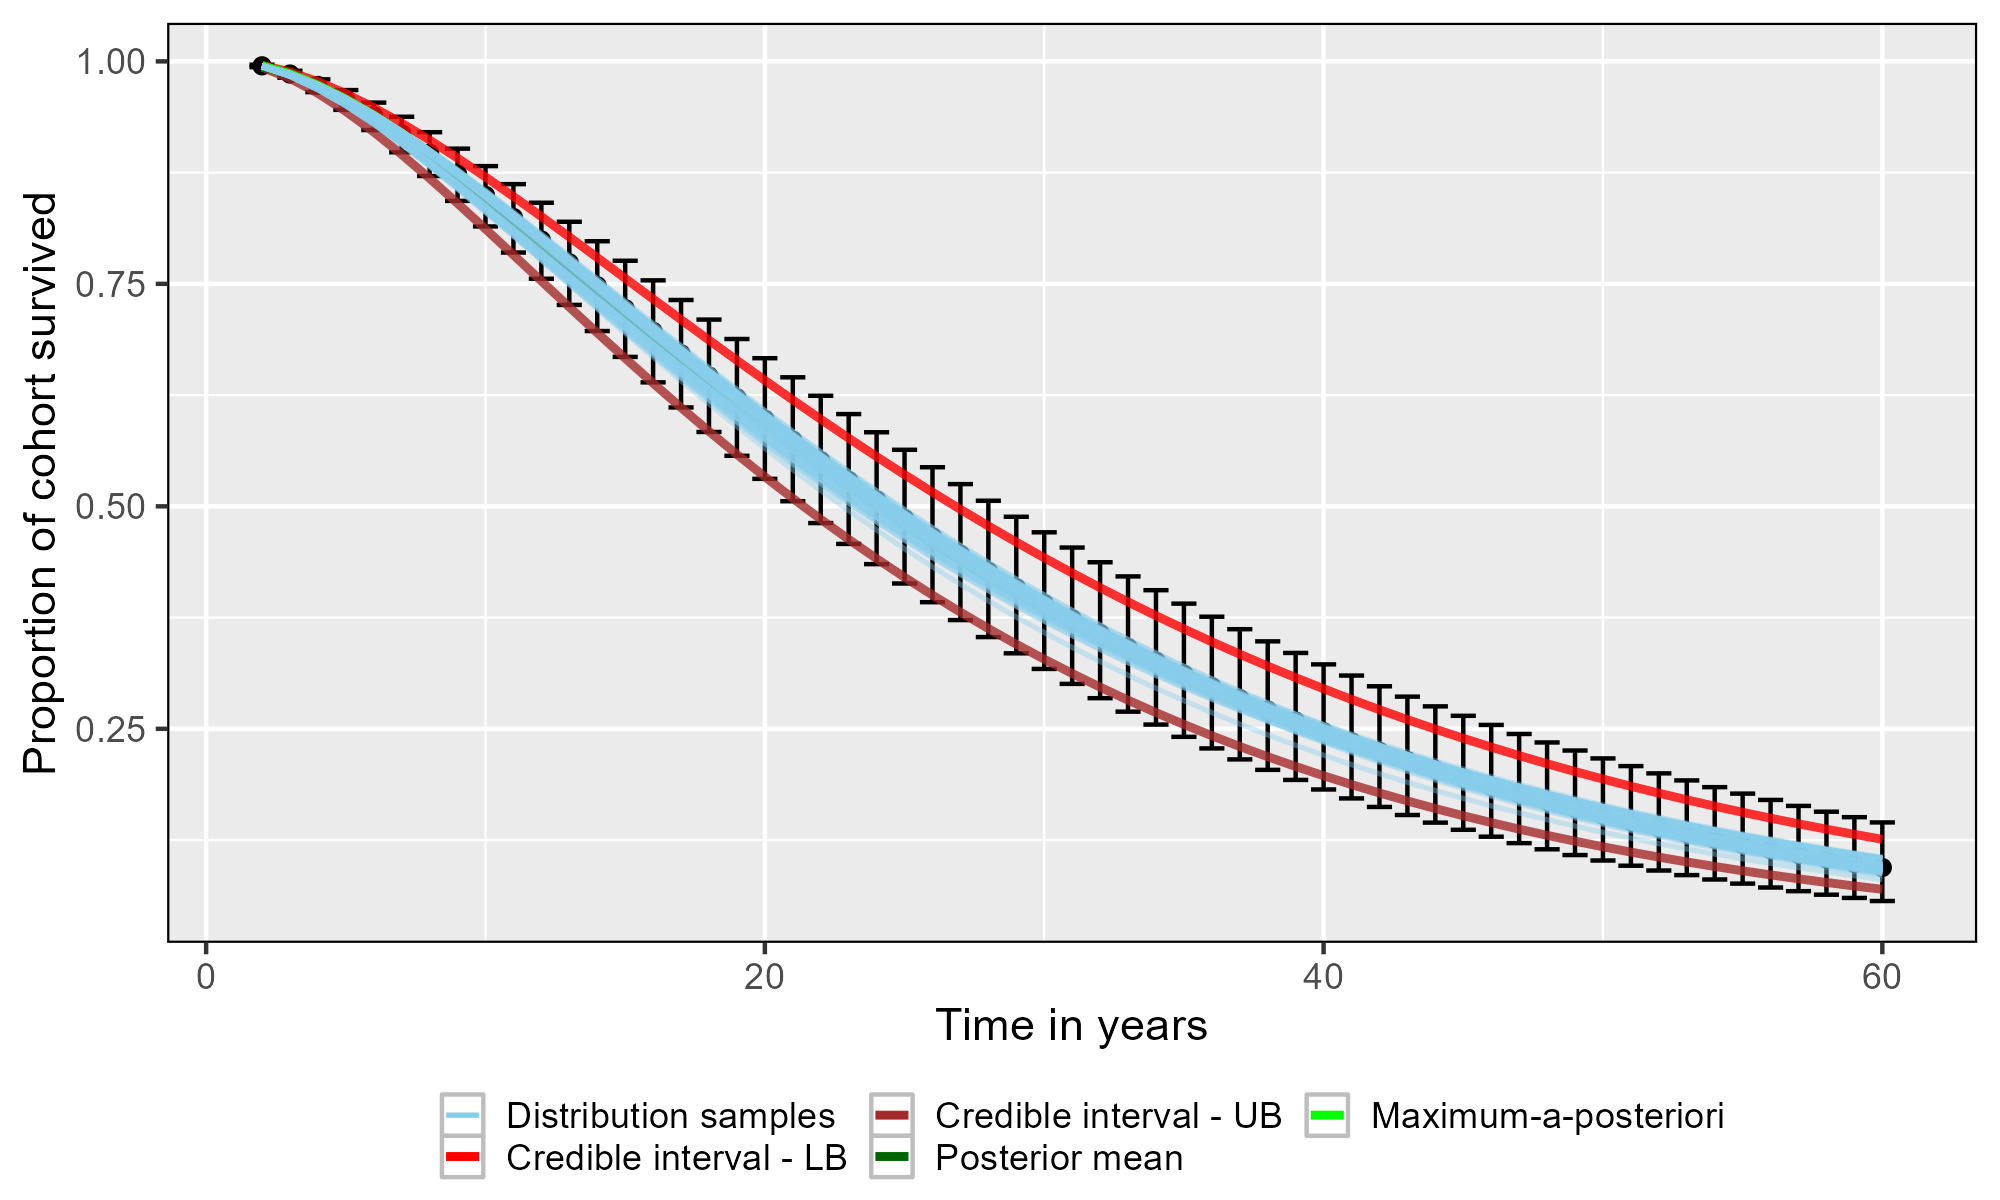 Proportion of cohort survived
1.00
0.75
0.50
0.25
0 20 40 60
Time in years
Distribution samples Credible interval - UB Maximum-a-posteriori
Credible interval - LB Posterior mean